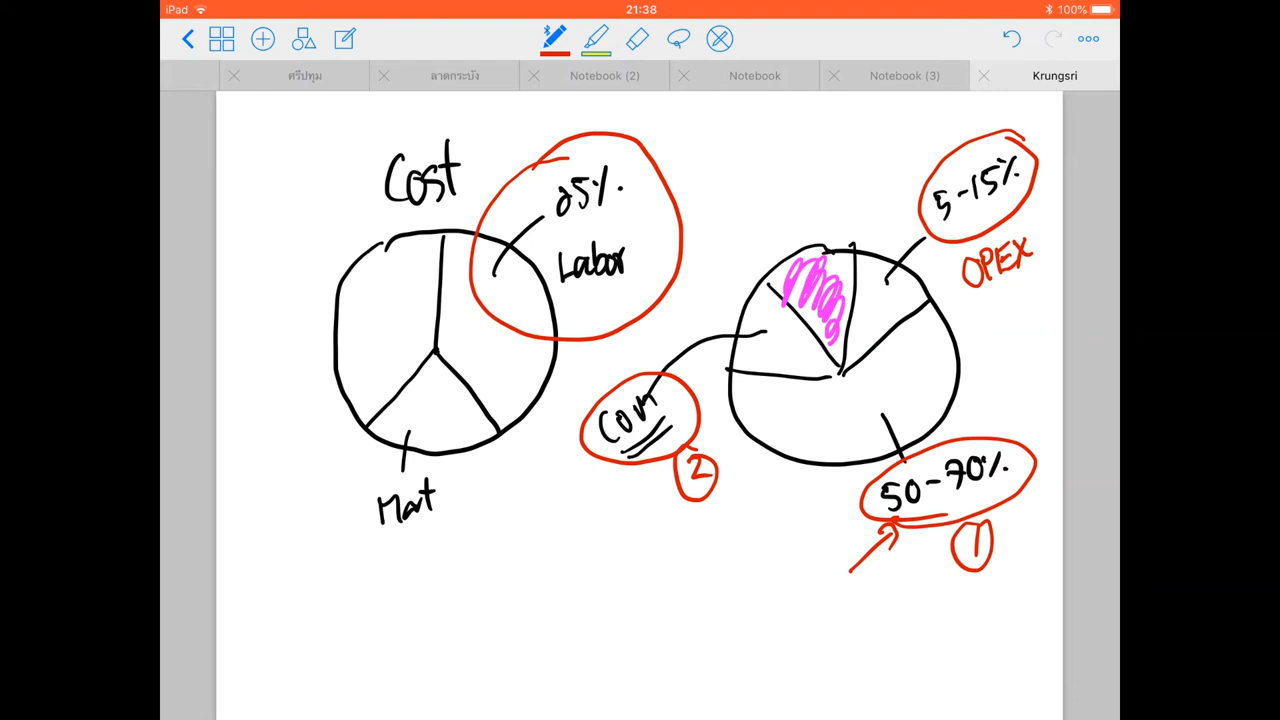 iPad
21:38
100%
ศรีปทุม
ลาดกระบัง
Notebook (2)
Notebook
Notebook (3)
Krungsri
Cost
25%
Labor
Mat
5-15%
OPEX
Com
2
50-70%
1